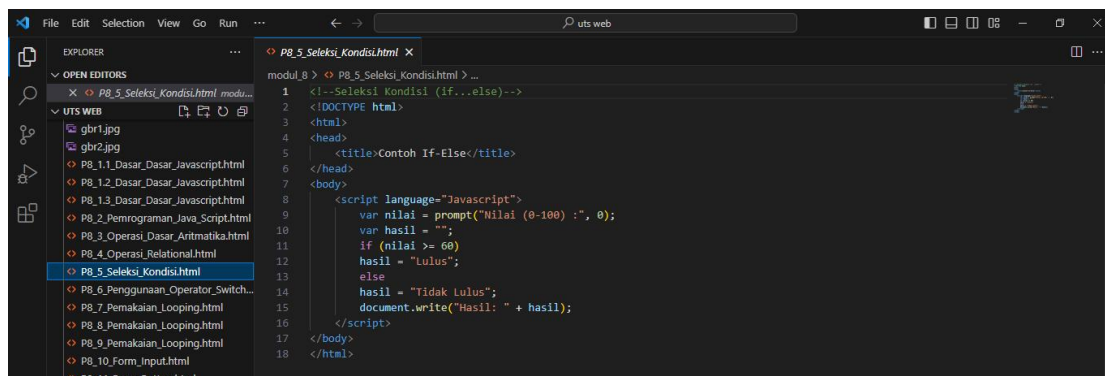 File Edit Selection View Go Run ...
uts web
EXPLORER
P8_5_Seleksi_Kondisi.html
OPEN EDITORS
P8_5_Seleksi_Kondisi.html modu...
modul_8 > P8_5_Seleksi_Kondisi.html > ...
UTS WEB
gbr1.jpg
gbr2.jpg
P8_1.1_Dasar_Dasar_Javascript.html
P8_1.2_Dasar_Dasar_Javascript.html
P8_1.3_Dasar_Dasar_Javascript.html
P8_2_Pemrograman_Java_Script.html
P8_3_Operasi_Dasar_Aritmatika.html
P8_4_Operasi_Relational.html
P8_5_Seleksi_Kondisi.html
P8_6_Penggunaan_Operator_Switch...
P8_7_Pemakaian_Looping.html
P8_8_Pemakaian_Looping.html
P8_9_Pemakaian_Looping.html
P8_10_Form_Input.html
1 <!--Seleksi Kondisi (if...else)-->
2 <!DOCTYPE html>
3 <html>
4 <head>
5 <title>Contoh If-Else</title>
6 </head>
7 <body>
8 <script language="Javascript">
9 var nilai = prompt("Nilai (0-100) :", 0);
10 var hasil = "";
11 if (nilai >= 60)
12 hasil = "Lulus";
13 else
14 hasil = "Tidak Lulus";
15 document.write("Hasil: " + hasil);
16 </script>
17 </body>
18 </html>